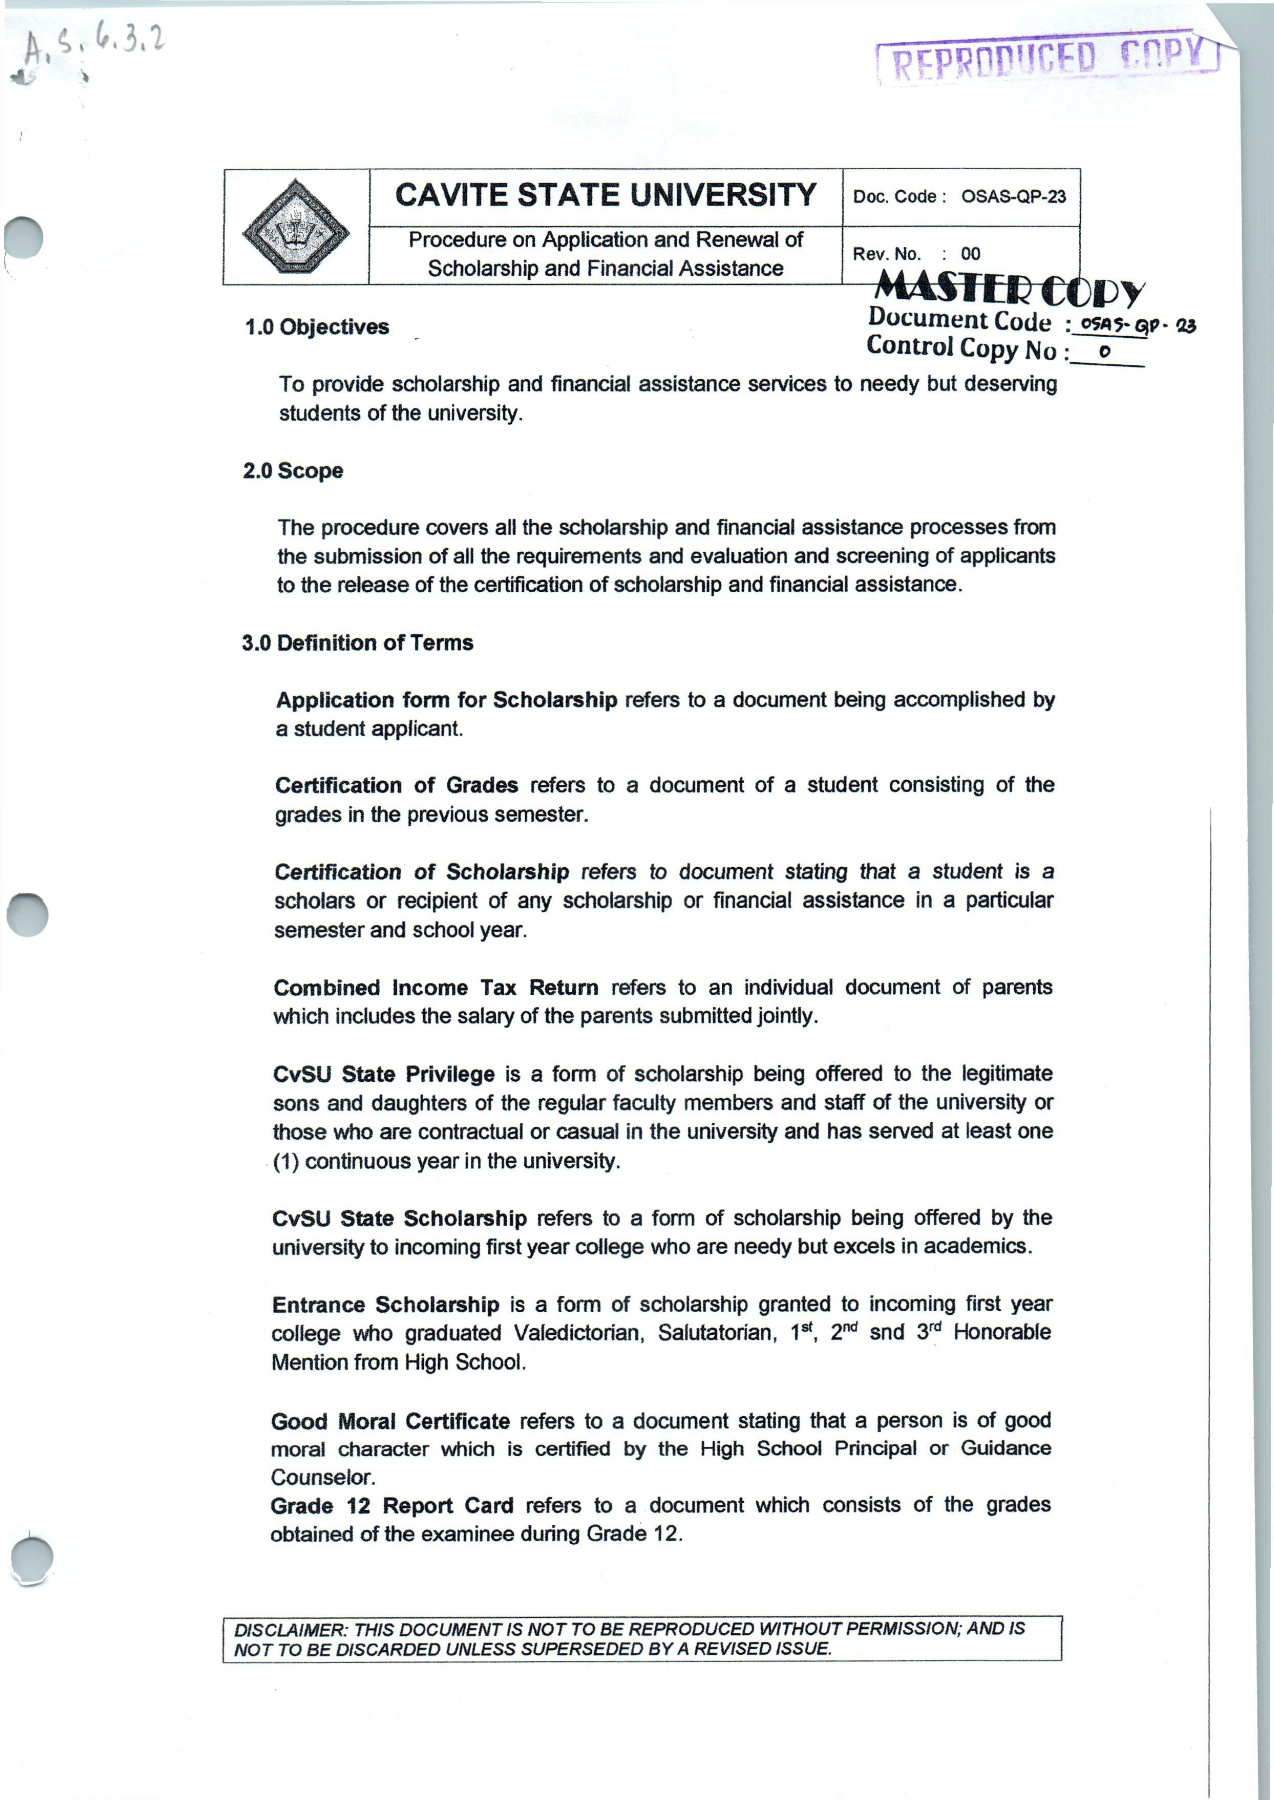 A.S.6.3.2
REPRODUCED COPY
CAVITE STATE UNIVERSITY
Doc. Code : OSAS-QP-23
Procedure on Application and Renewal of
Scholarship and Financial Assistance
Rev. No. : 00
MASTER COPY
Document Code : OSAS-QP-23
Control Copy No : 0
1.0 Objectives
To provide scholarship and financial assistance services to needy but deserving
students of the university.
2.0 Scope
The procedure covers all the scholarship and financial assistance processes from
the submission of all the requirements and evaluation and screening of applicants
to the release of the certification of scholarship and financial assistance.
3.0 Definition of Terms
Application form for Scholarship refers to a document being accomplished by
a student applicant.
Certification of Grades refers to a document of a student consisting of the
grades in the previous semester.
Certification of Scholarship refers to document stating that a student is a
scholars or recipient of any scholarship or financial assistance in a particular
semester and school year.
Combined Income Tax Return refers to an individual document of parents
which includes the salary of the parents submitted jointly.
CvSU State Privilege is a form of scholarship being offered to the legitimate
sons and daughters of the regular faculty members and staff of the university or
those who are contractual or casual in the university and has served at least one
(1) continuous year in the university.
CvSU State Scholarship refers to a form of scholarship being offered by the
university to incoming first year college who are needy but excels in academics.
Entrance Scholarship is a form of scholarship granted to incoming first year
college who graduated Valedictorian, Salutatorian, 1st, 2nd snd 3rd Honorable
Mention from High School.
Good Moral Certificate refers to a document stating that a person is of good
moral character which is certified by the High School Principal or Guidance
Counselor.
Grade 12 Report Card refers to a document which consists of the grades
obtained of the examinee during Grade 12.
DISCLAIMER: THIS DOCUMENT IS NOT TO BE REPRODUCED WITHOUT PERMISSION; AND IS
NOT TO BE DISCARDED UNLESS SUPERSEDED BY A REVISED ISSUE.